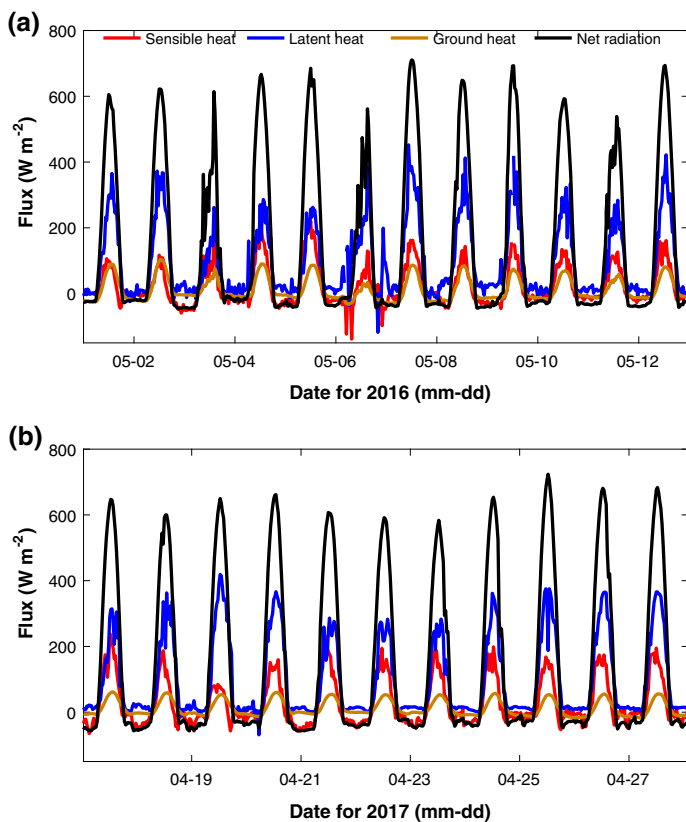 (a)
800
Sensible heat Latent heat Ground heat Net radiation
600
400
200
0
Flux (W m-2)
05-02 05-04 05-06 05-08 05-10 05-12
Date for 2016 (mm-dd)
(b)
800
600
400
200
0
Flux (W m-2)
04-19 04-21 04-23 04-25 04-27
Date for 2017 (mm-dd)